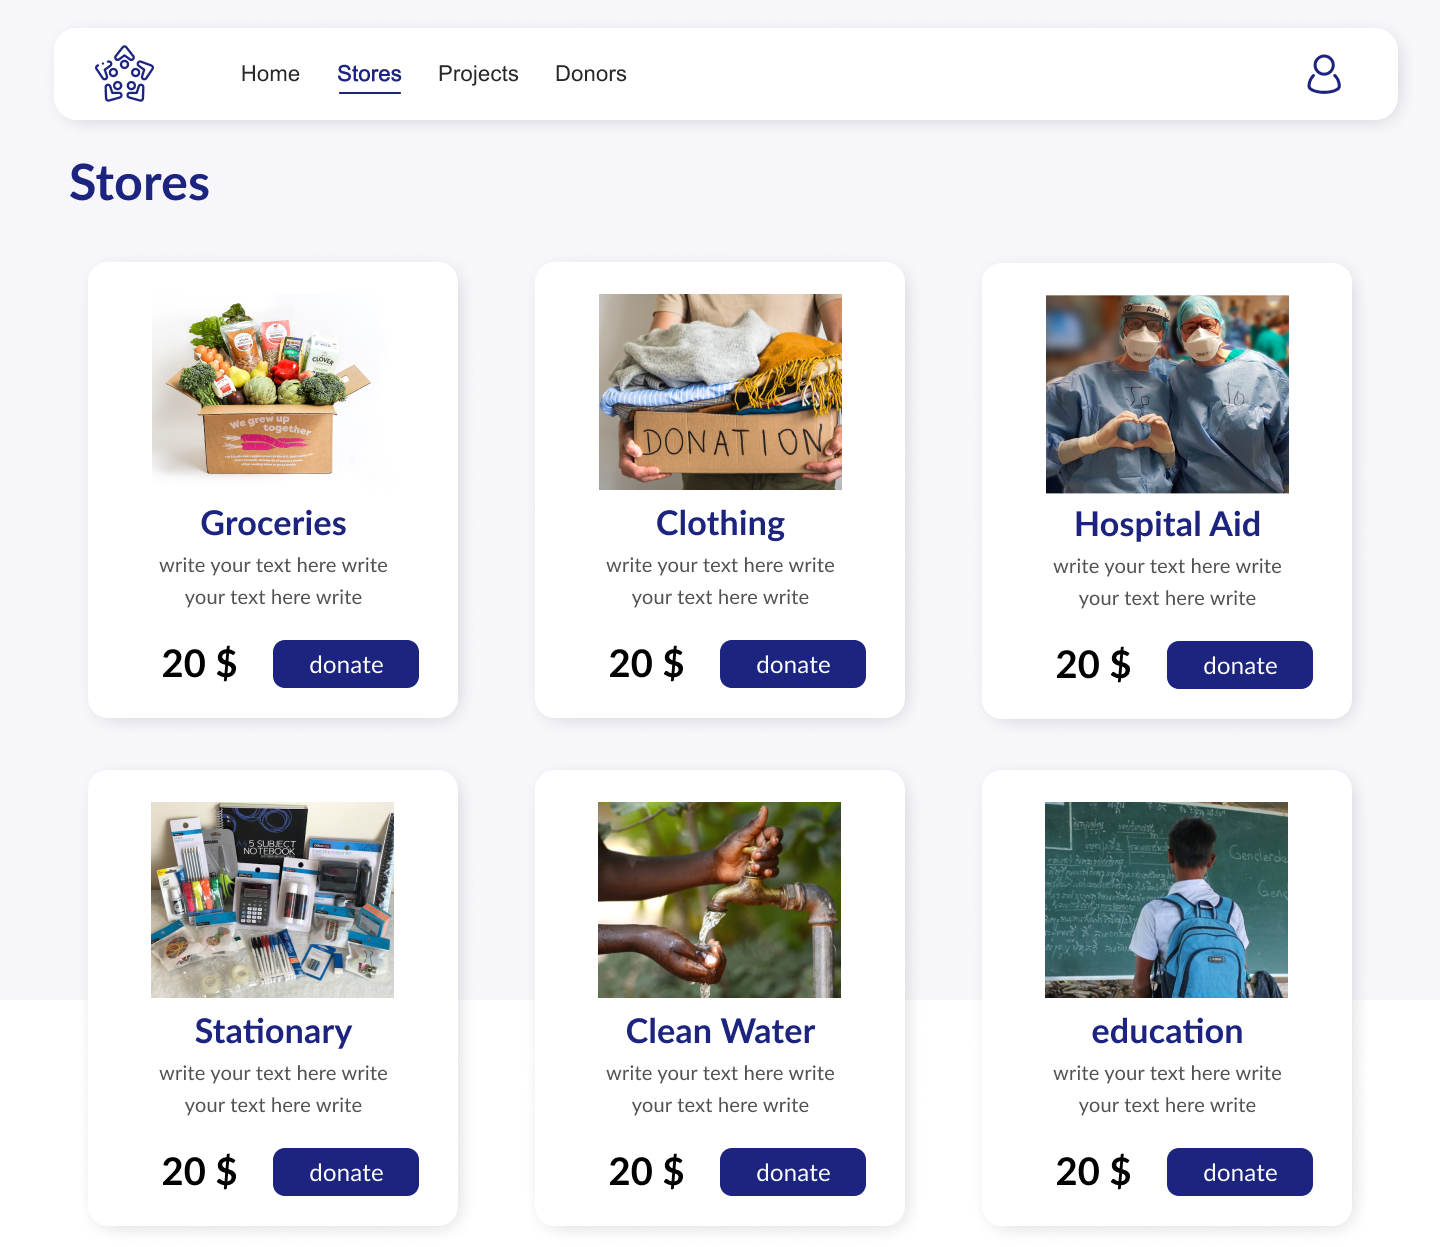 Home Stores Projects Donors
Stores
CLOVER
We grew up
together
DONATION
Groceries
Clothing
Hospital Aid
write your text here write
your text here write
write your text here write
your text here write
write your text here write
your text here write
20 $ donate
20 $ donate
20 $ donate
5 SUBJECT
NOTEBOOK
Stationary
Clean Water
education
write your text here write
your text here write
write your text here write
your text here write
write your text here write
your text here write
20 $ donate
20 $ donate
20 $ donate